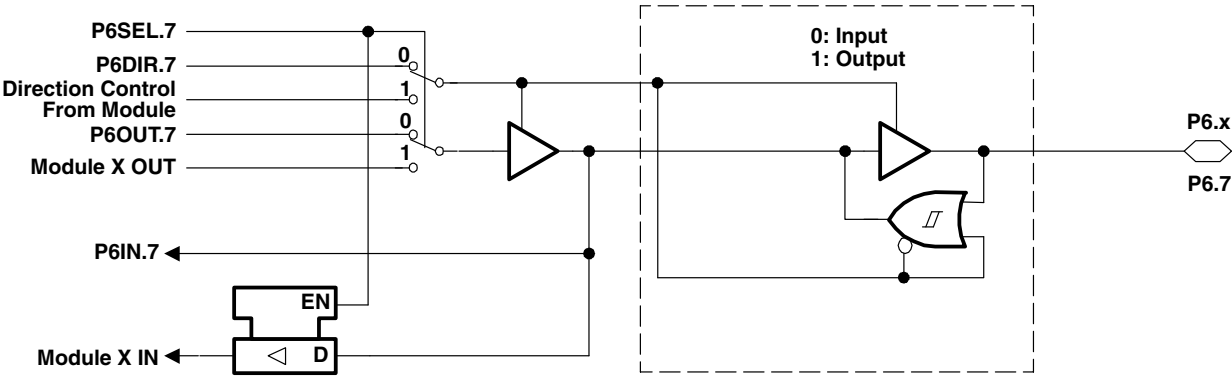 P6SEL.7
P6DIR.7
0
Direction Control
From Module
1
P6OUT.7
0
Module X OUT
1
P6IN.7
EN
Module X IN
D
0: Input
1: Output
P6.x
P6.7